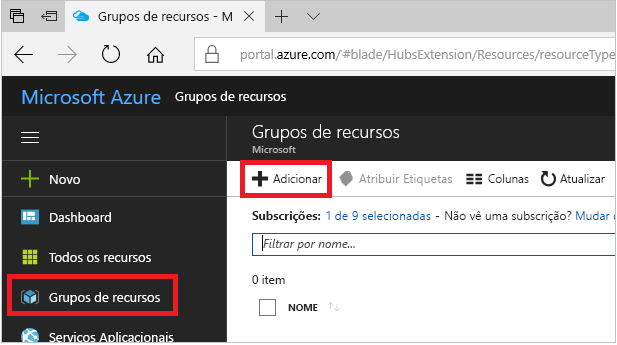 Grupos de recursos - M
portal.azure.com/#blade/HubsExtension/Resources/resourceType
Microsoft Azure Grupos de recursos
Grupos de recursos
Microsoft
Novo
Adicionar Atribuir Etiquetas Colunas Atualizar
Dashboard
Subscrições: 1 de 9 selecionadas - Não vê uma subscrição? Mudar
Filtrar por nome...
Todos os recursos
0 item
Grupos de recursos
NOME
Serviços Aplicacionais